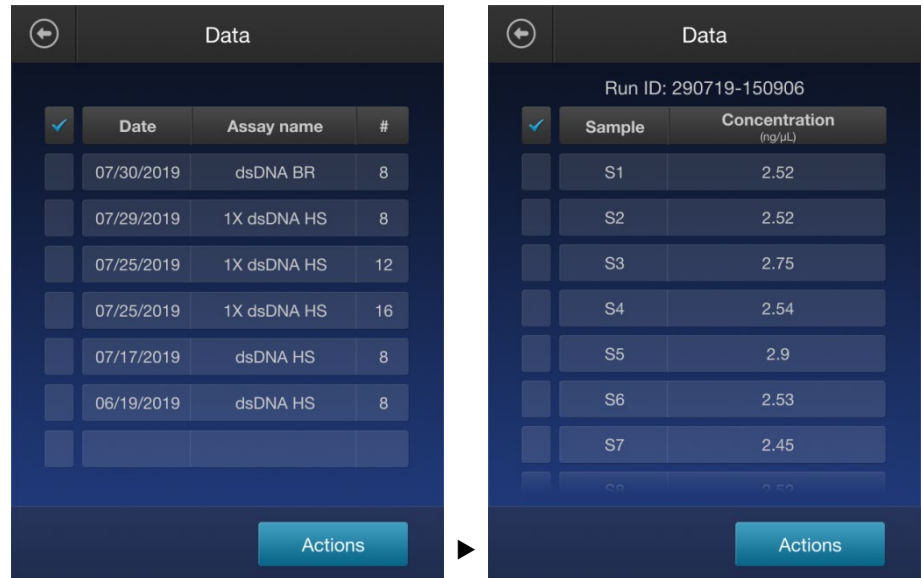 Data
Date Assay name #
07/30/2019 dsDNA BR 8
07/29/2019 1X dsDNA HS 8
07/25/2019 1X dsDNA HS 12
07/25/2019 1X dsDNA HS 16
07/17/2019 dsDNA HS 8
06/19/2019 dsDNA HS 8
Actions
Data
Run ID: 290719-150906
Sample Concentration
(ng/µL)
S1 2.52
S2 2.52
S3 2.75
S4 2.54
S5 2.9
S6 2.53
S7 2.45
S8
Actions